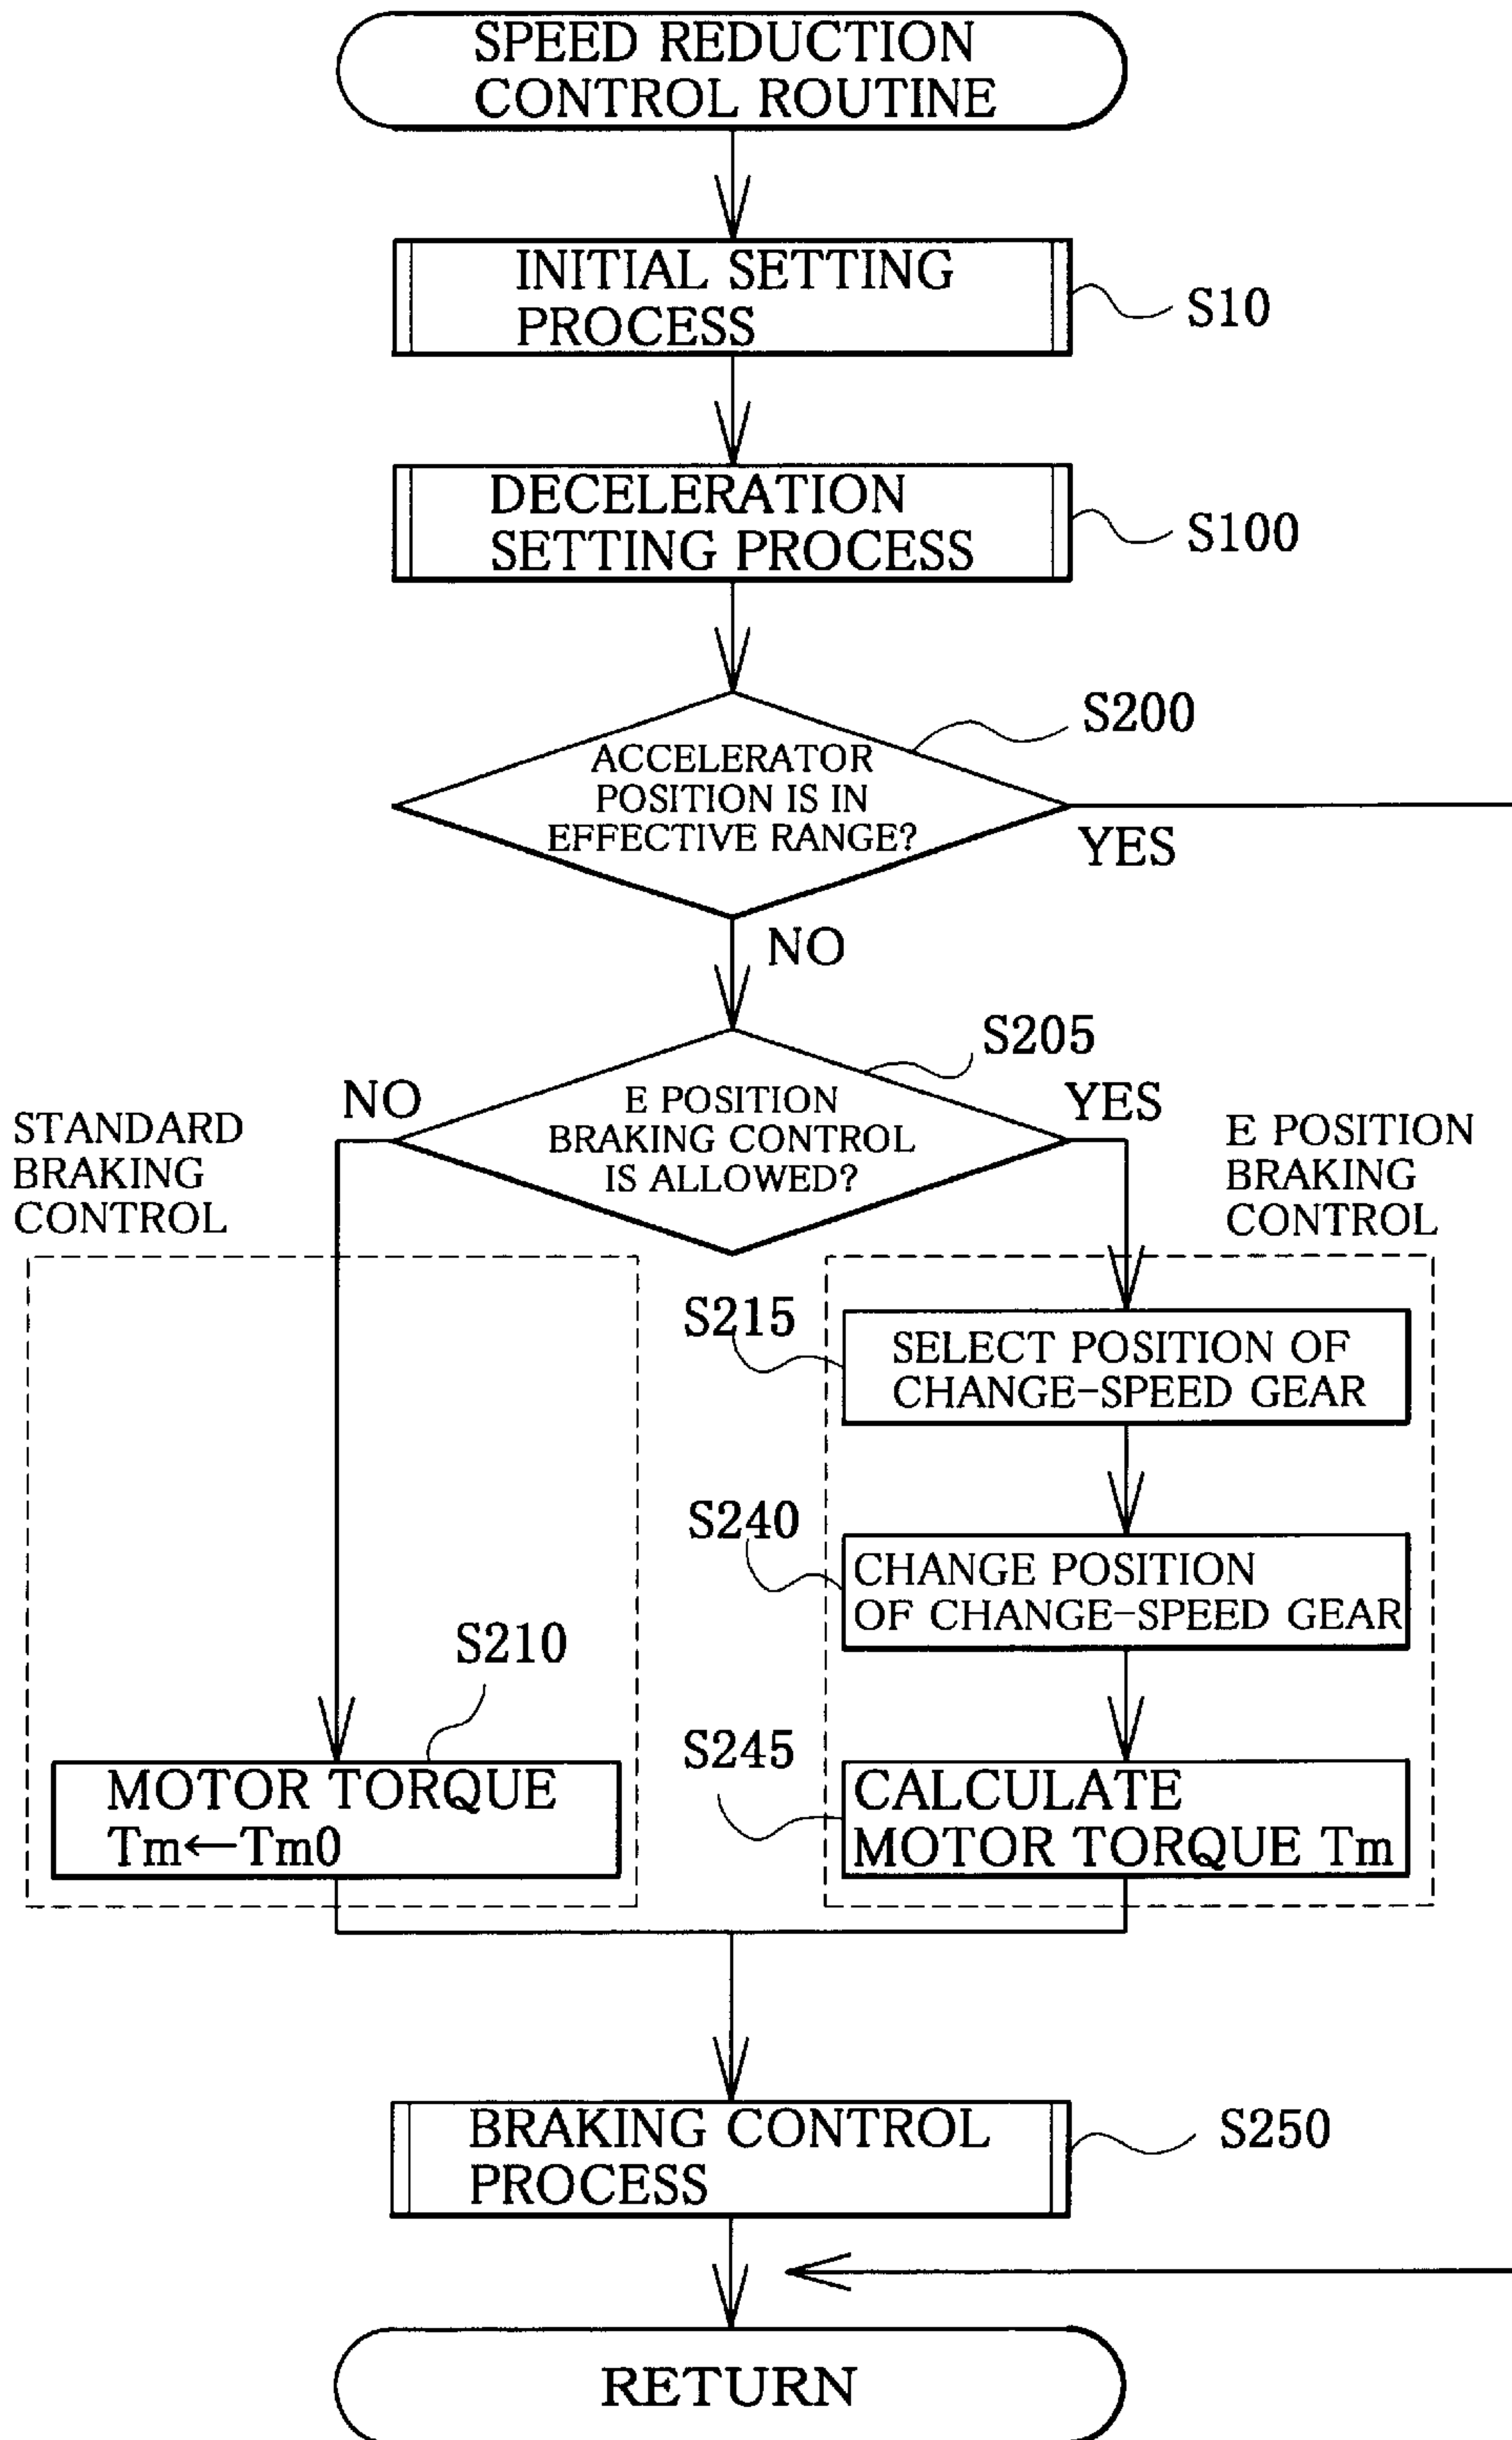 SPEED REDUCTION
CONTROL ROUTINE
INITIAL SETTING
PROCESS
S10
DECELERATION
SETTING PROCESS
S100
S200
ACCELERATOR
POSITION IS IN
EFFECTIVE RANGE?
YES
NO
S205
NO
E POSITION
BRAKING CONTROL
IS ALLOWED?
YES
STANDARD
BRAKING
CONTROL
E POSITION
BRAKING
CONTROL
S215
SELECT POSITION OF
CHANGE-SPEED GEAR
S240
CHANGE POSITION
OF CHANGE-SPEED GEAR
S210
MOTOR TORQUE
Tm←Tm0
S245
CALCULATE
MOTOR TORQUE Tm
BRAKING CONTROL
PROCESS
S250
RETURN